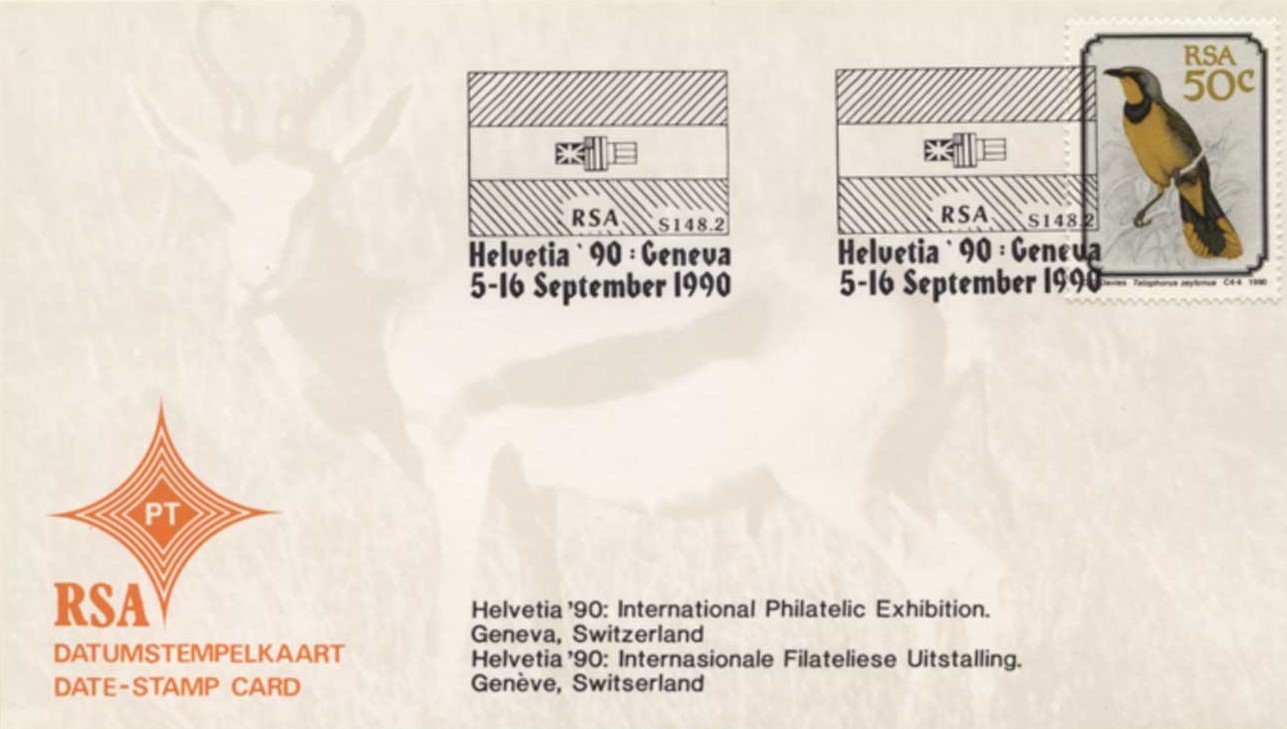 RSA
50c
RSA
S148.2
Helvetia '90 : Geneva
5-16 September 1990
RSA
S148.2
Helvetia '90 : Geneva
5-16 September 1990
Davies Telophorus zeylonus C4-4 1990
PT
RSA
DATUMSTEMPELKAART
DATE-STAMP CARD
Helvetia '90: International Philatelic Exhibition.
Geneva, Switzerland
Helvetia '90: Internasionale Filateliese Uitstalling.
Genève, Switserland